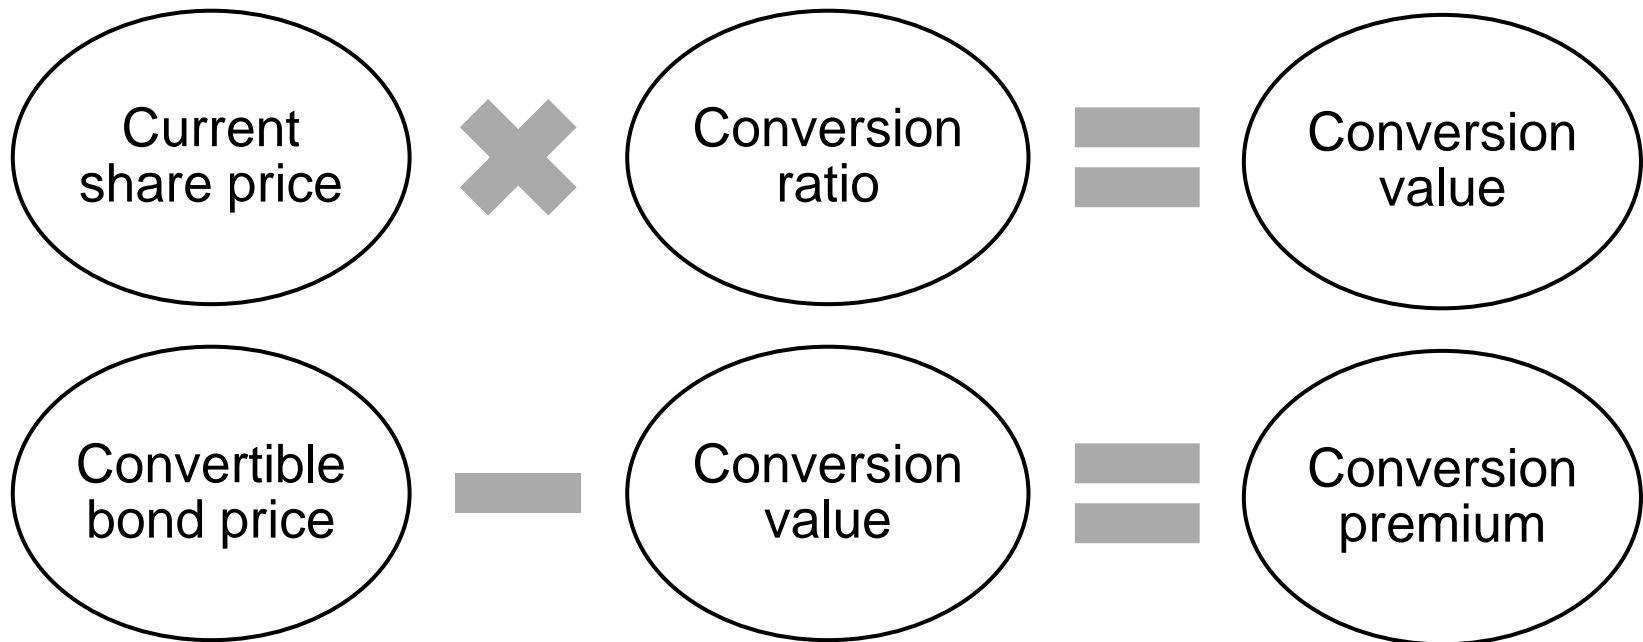 Current
share price
Conversion
ratio
Conversion
value
Convertible
bond price
Conversion
value
Conversion
premium